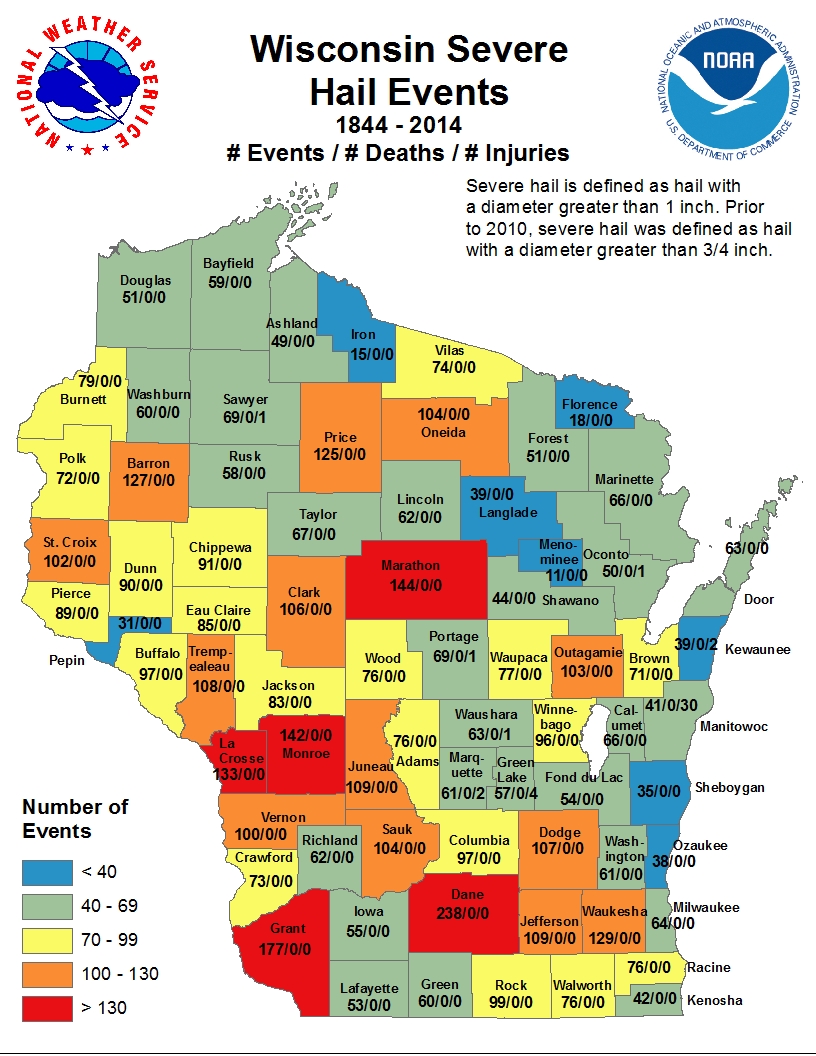 NATIONAL WEATHER SERVICE
NATIONAL OCEANIC AND ATMOSPHERIC ADMINISTRATION
NOAA
U.S. DEPARTMENT OF COMMERCE
Wisconsin Severe
Hail Events
1844 - 2014
# Events / # Deaths / # Injuries
Severe hail is defined as hail with
a diameter greater than 1 inch. Prior
to 2010, severe hail was defined as hail
with a diameter greater than 3/4 inch.
Douglas
51/0/0
Bayfield
59/0/0
Ashland
49/0/0
Iron
15/0/0
Vilas
74/0/0
79/0/0
Burnett
Washburn
60/0/0
Sawyer
69/0/1
Price
125/0/0
104/0/0
Oneida
Florence
18/0/0
Forest
51/0/0
Marinette
66/0/0
Polk
72/0/0
Barron
127/0/0
Rusk
58/0/0
Taylor
67/0/0
Lincoln
62/0/0
39/0/0
Langlade
St. Croix
102/0/0
Dunn
90/0/0
Chippewa
91/0/0
Clark
106/0/0
Marathon
144/0/0
Meno-
minee
11/0/0
Oconto
50/0/1
63/0/0
Door
Pierce
89/0/0
31/0/0
Pepin
Eau Claire
85/0/0
44/0/0 Shawano
Buffalo
97/0/0
Tremp-
ealeau
108/0/0
Jackson
83/0/0
Wood
76/0/0
Portage
69/0/1
Waupaca
77/0/0
Outagamie
103/0/0
Brown
71/0/0
39/0/2
Kewaunee
La
Crosse
133/0/0
142/0/0
Monroe
Juneau
109/0/0
76/0/0
Adams
Waushara
63/0/1
Winne-
bago
96/0/0
Cal-
umet
66/0/0
41/0/30
Manitowoc
Marq-
uette
61/0/2
Green
Lake
57/0/4
Fond du Lac
54/0/0
35/0/0
Sheboygan
Number of
Events
< 40
40 - 69
70 - 99
100 - 130
> 130
Vernon
100/0/0
Crawford
73/0/0
Richland
62/0/0
Sauk
104/0/0
Columbia
97/0/0
Dodge
107/0/0
Wash-
ington
61/0/0
Ozaukee
38/0/0
Grant
177/0/0
Iowa
55/0/0
Dane
238/0/0
Jefferson
109/0/0
Waukesha
129/0/0
Milwaukee
64/0/0
Lafayette
53/0/0
Green
60/0/0
Rock
99/0/0
Walworth
76/0/0
76/0/0
Racine
42/0/0
Kenosha